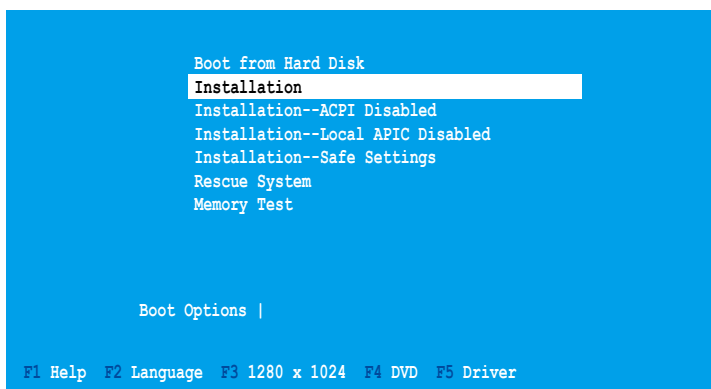 Boot from Hard Disk
Installation
Installation--ACPI Disabled
Installation--Local APIC Disabled
Installation--Safe Settings
Rescue System
Memory Test
Boot Options |
F1 Help F2 Language F3 1280 x 1024 F4 DVD F5 Driver